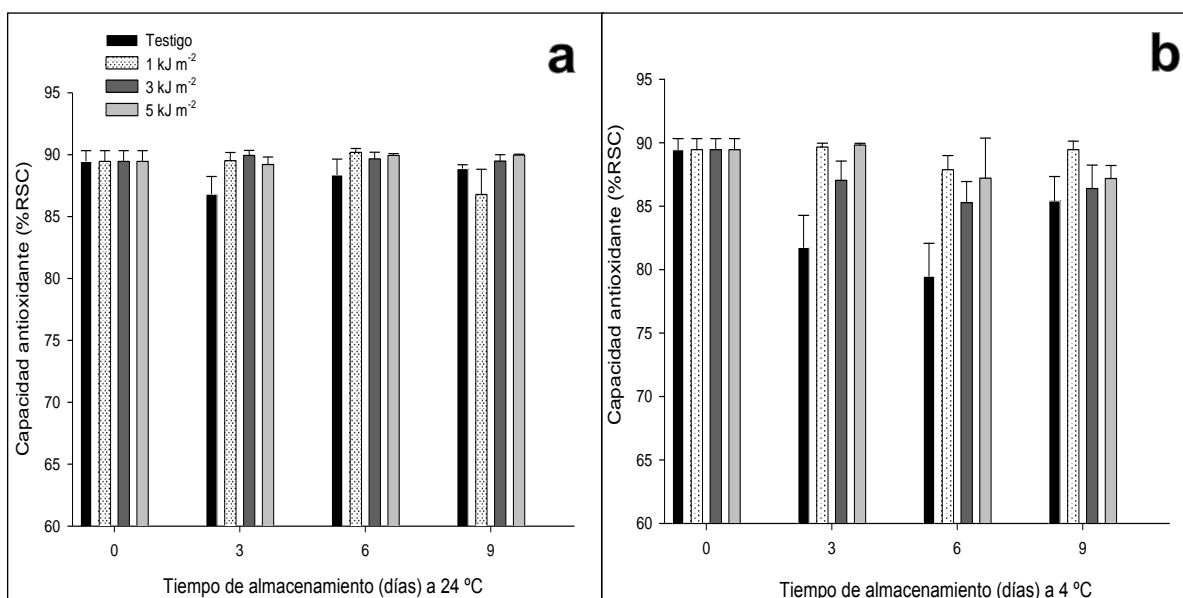 a
Testigo
1 kJ m⁻²
3 kJ m⁻²
5 kJ m⁻²
Capacidad antioxidante (%RSC)
95
90
85
80
75
70
65
60
0 3 6 9
Tiempo de almacenamiento (días) a 24 ºC
b
Capacidad antioxidante (%RSC)
95
90
85
80
75
70
65
60
0 3 6 9
Tiempo de almacenamiento (días) a 4 ºC